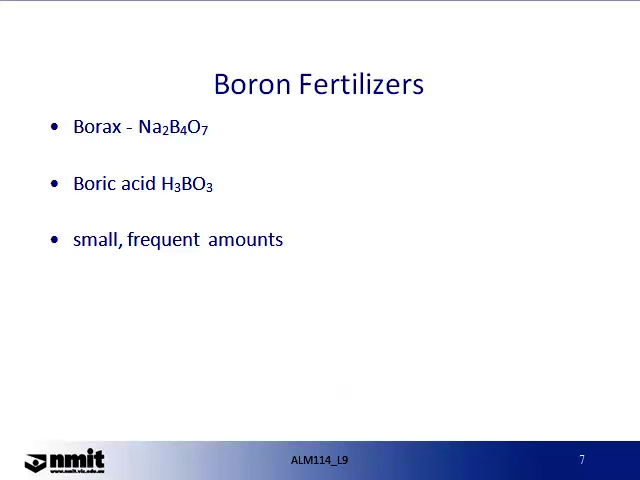 Boron Fertilizers
• Borax - Na₂B₄O₇
• Boric acid H₃BO₃
• small, frequent amounts
nmit
www.nmit.vic.edu.au
ALM114_L9
7